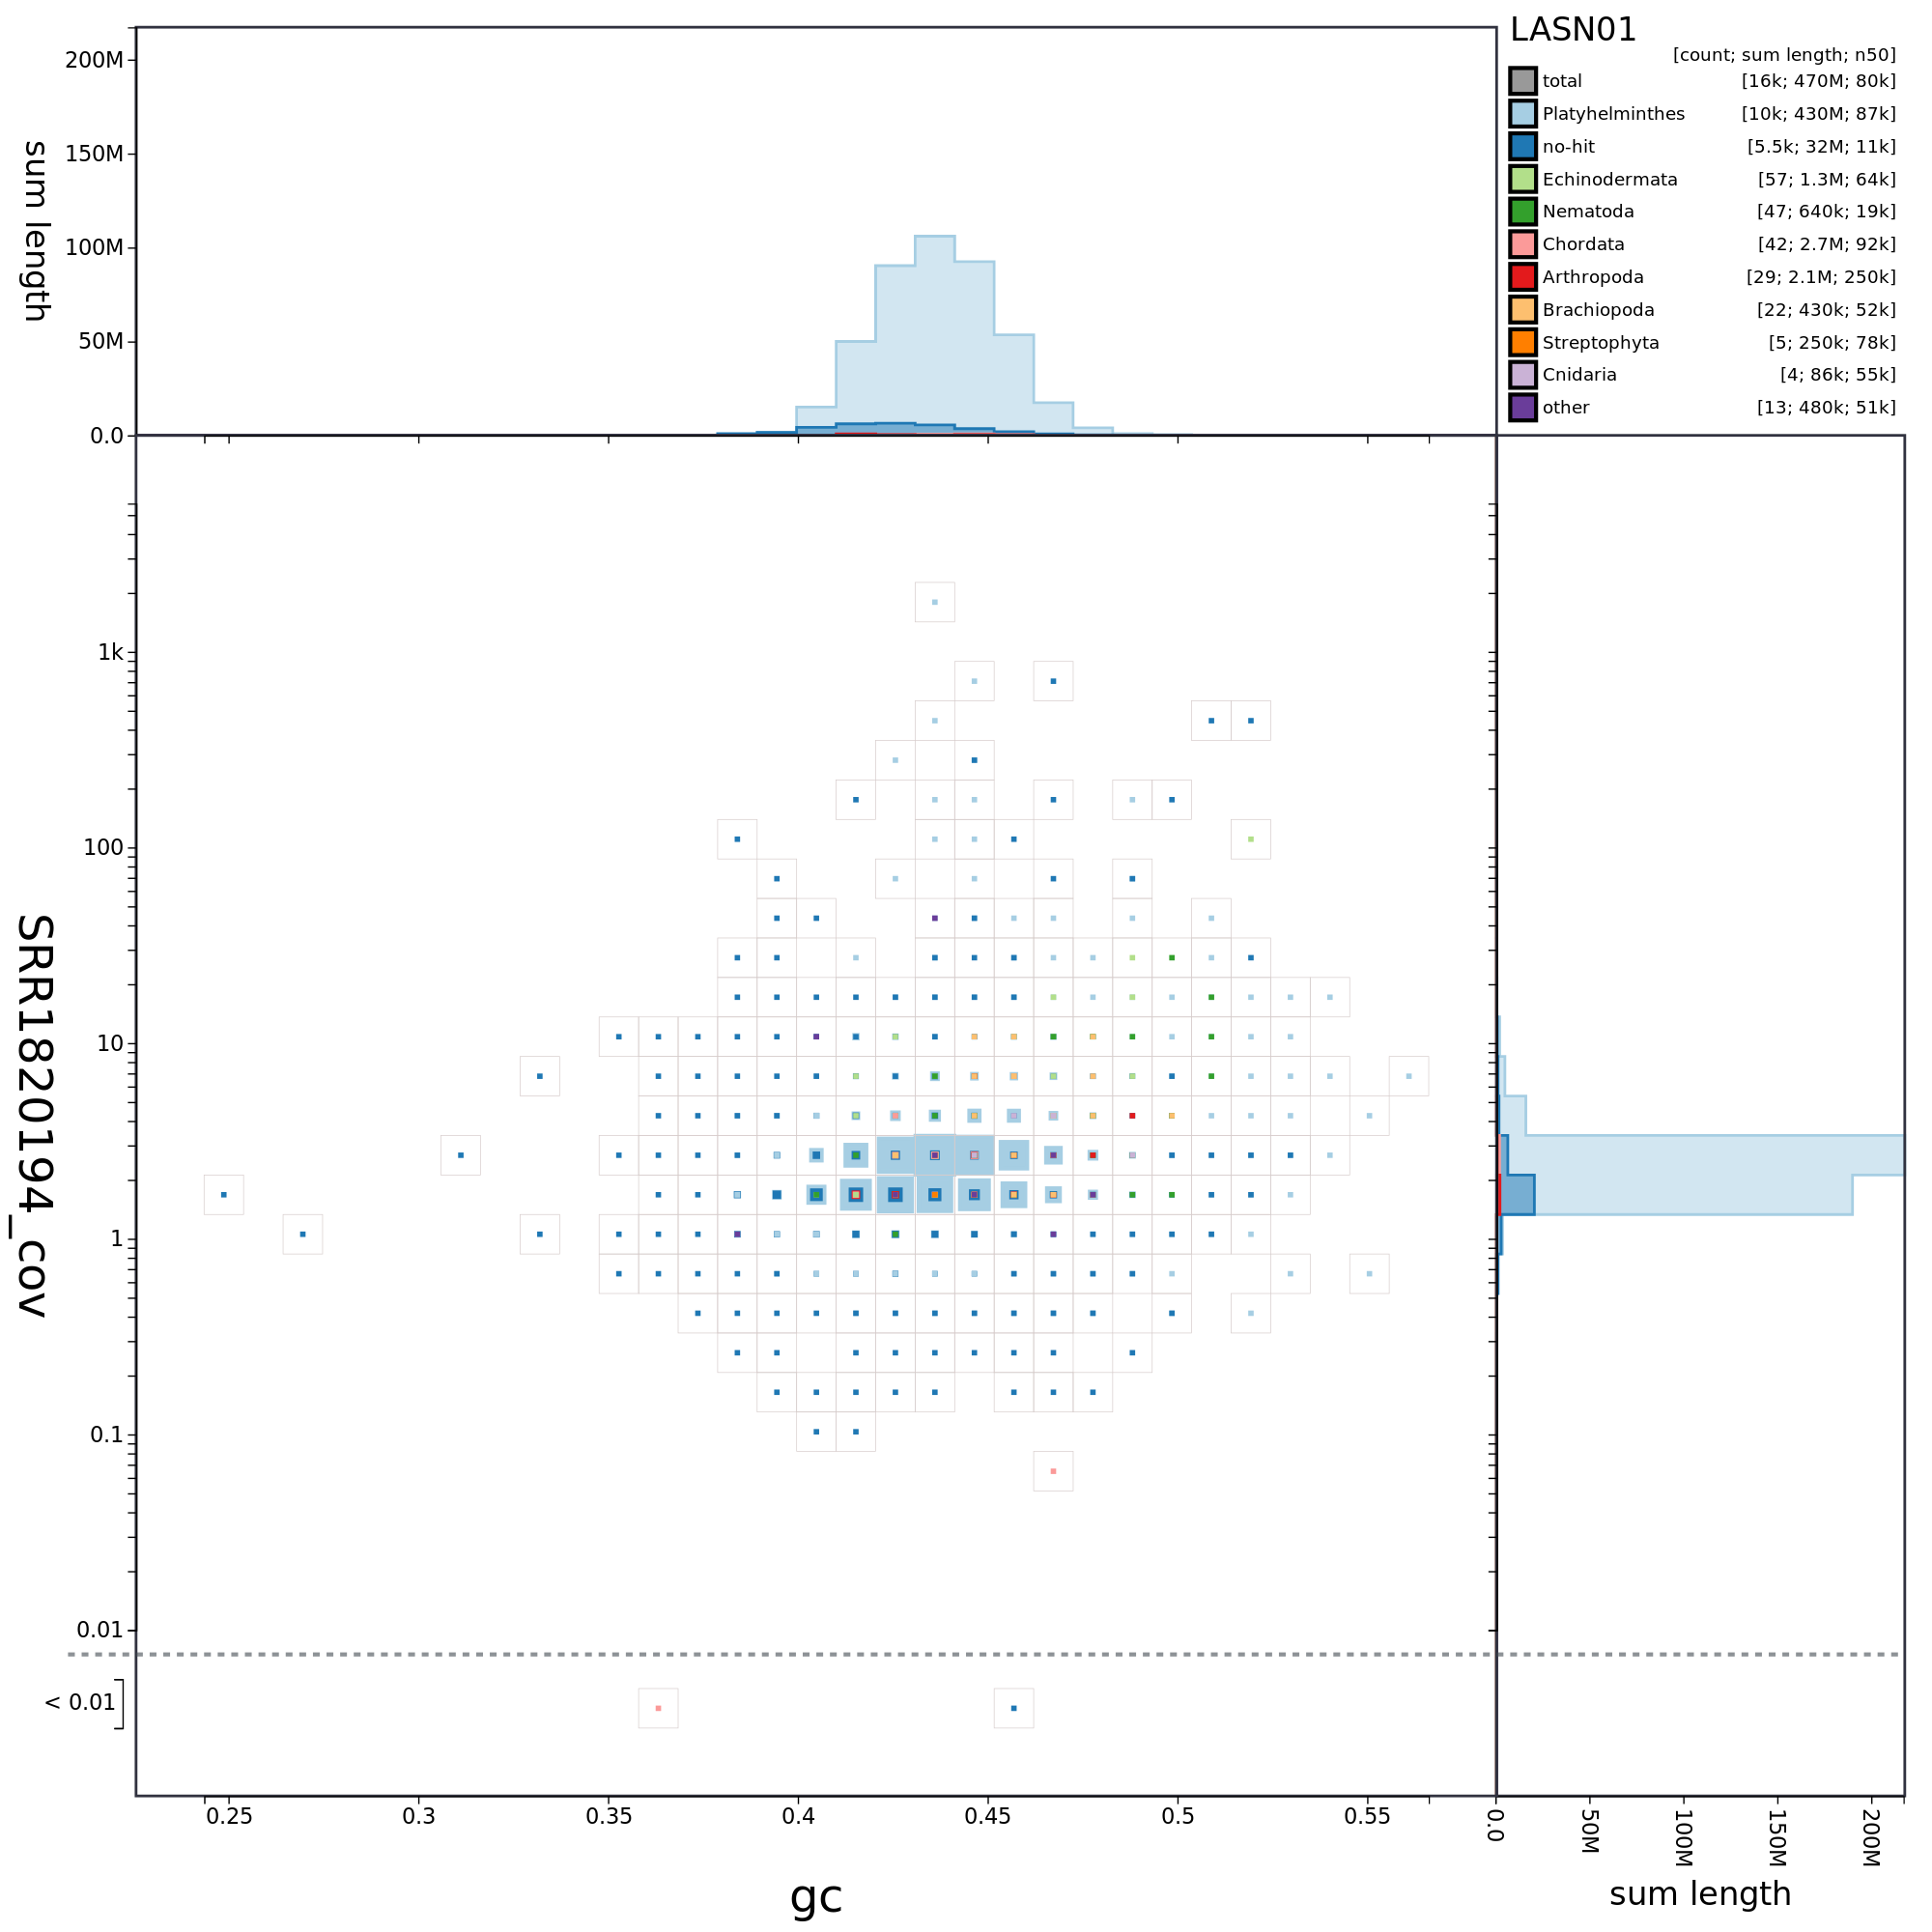 LASN01
[count; sum length; n50]
total [16k; 470M; 80k]
Platyhelminthes [10k; 430M; 87k]
no-hit [5.5k; 32M; 11k]
Echinodermata [57; 1.3M; 64k]
Nematoda [47; 640k; 19k]
Chordata [42; 2.7M; 92k]
Arthropoda [29; 2.1M; 250k]
Brachiopoda [22; 430k; 52k]
Streptophyta [5; 250k; 78k]
Cnidaria [4; 86k; 55k]
other [13; 480k; 51k]
sum length
200M
150M
100M
50M
0.0
SRR1820194_cov
1k
100
10
1
0.1
0.01
< 0.01
0.25 0.3 0.35 0.4 0.45 0.5 0.55
gc
0.0 50M 100M 150M 200M
sum length